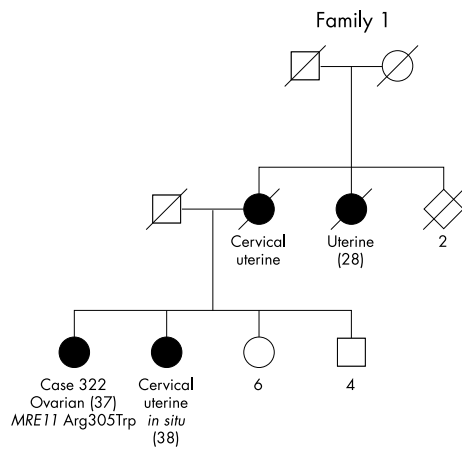 Family 1
Cervical
uterine
Uterine
(28)
2
Case 322
Ovarian (37)
MRE11 Arg305Trp
Cervical
uterine
in situ
(38)
6
4